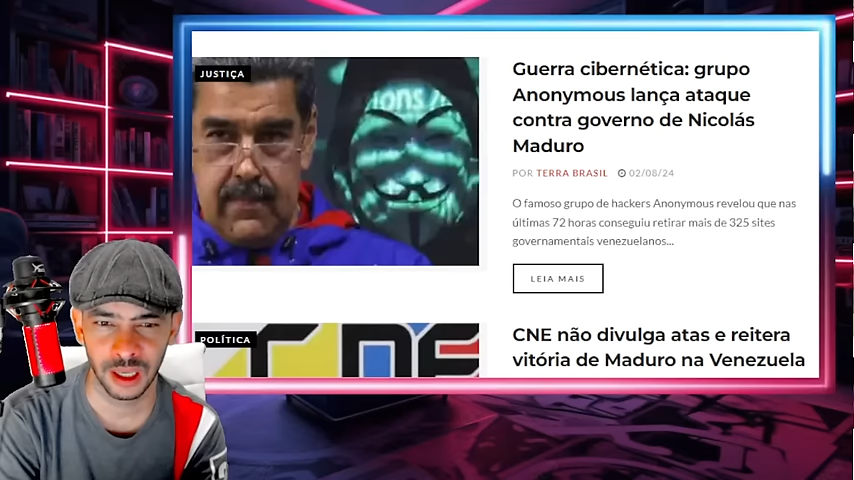 JUSTIÇA
ions
Guerra cibernética: grupo
Anonymous lança ataque
contra governo de Nicolás
Maduro
POR TERRA BRASIL 02/08/24
O famoso grupo de hackers Anonymous revelou que nas
últimas 72 horas conseguiu retirar mais de 325 sites
governamentais venezuelanos...
LEIA MAIS
POLÍTICA
CNE não divulga atas e reitera
vitória de Maduro na Venezuela